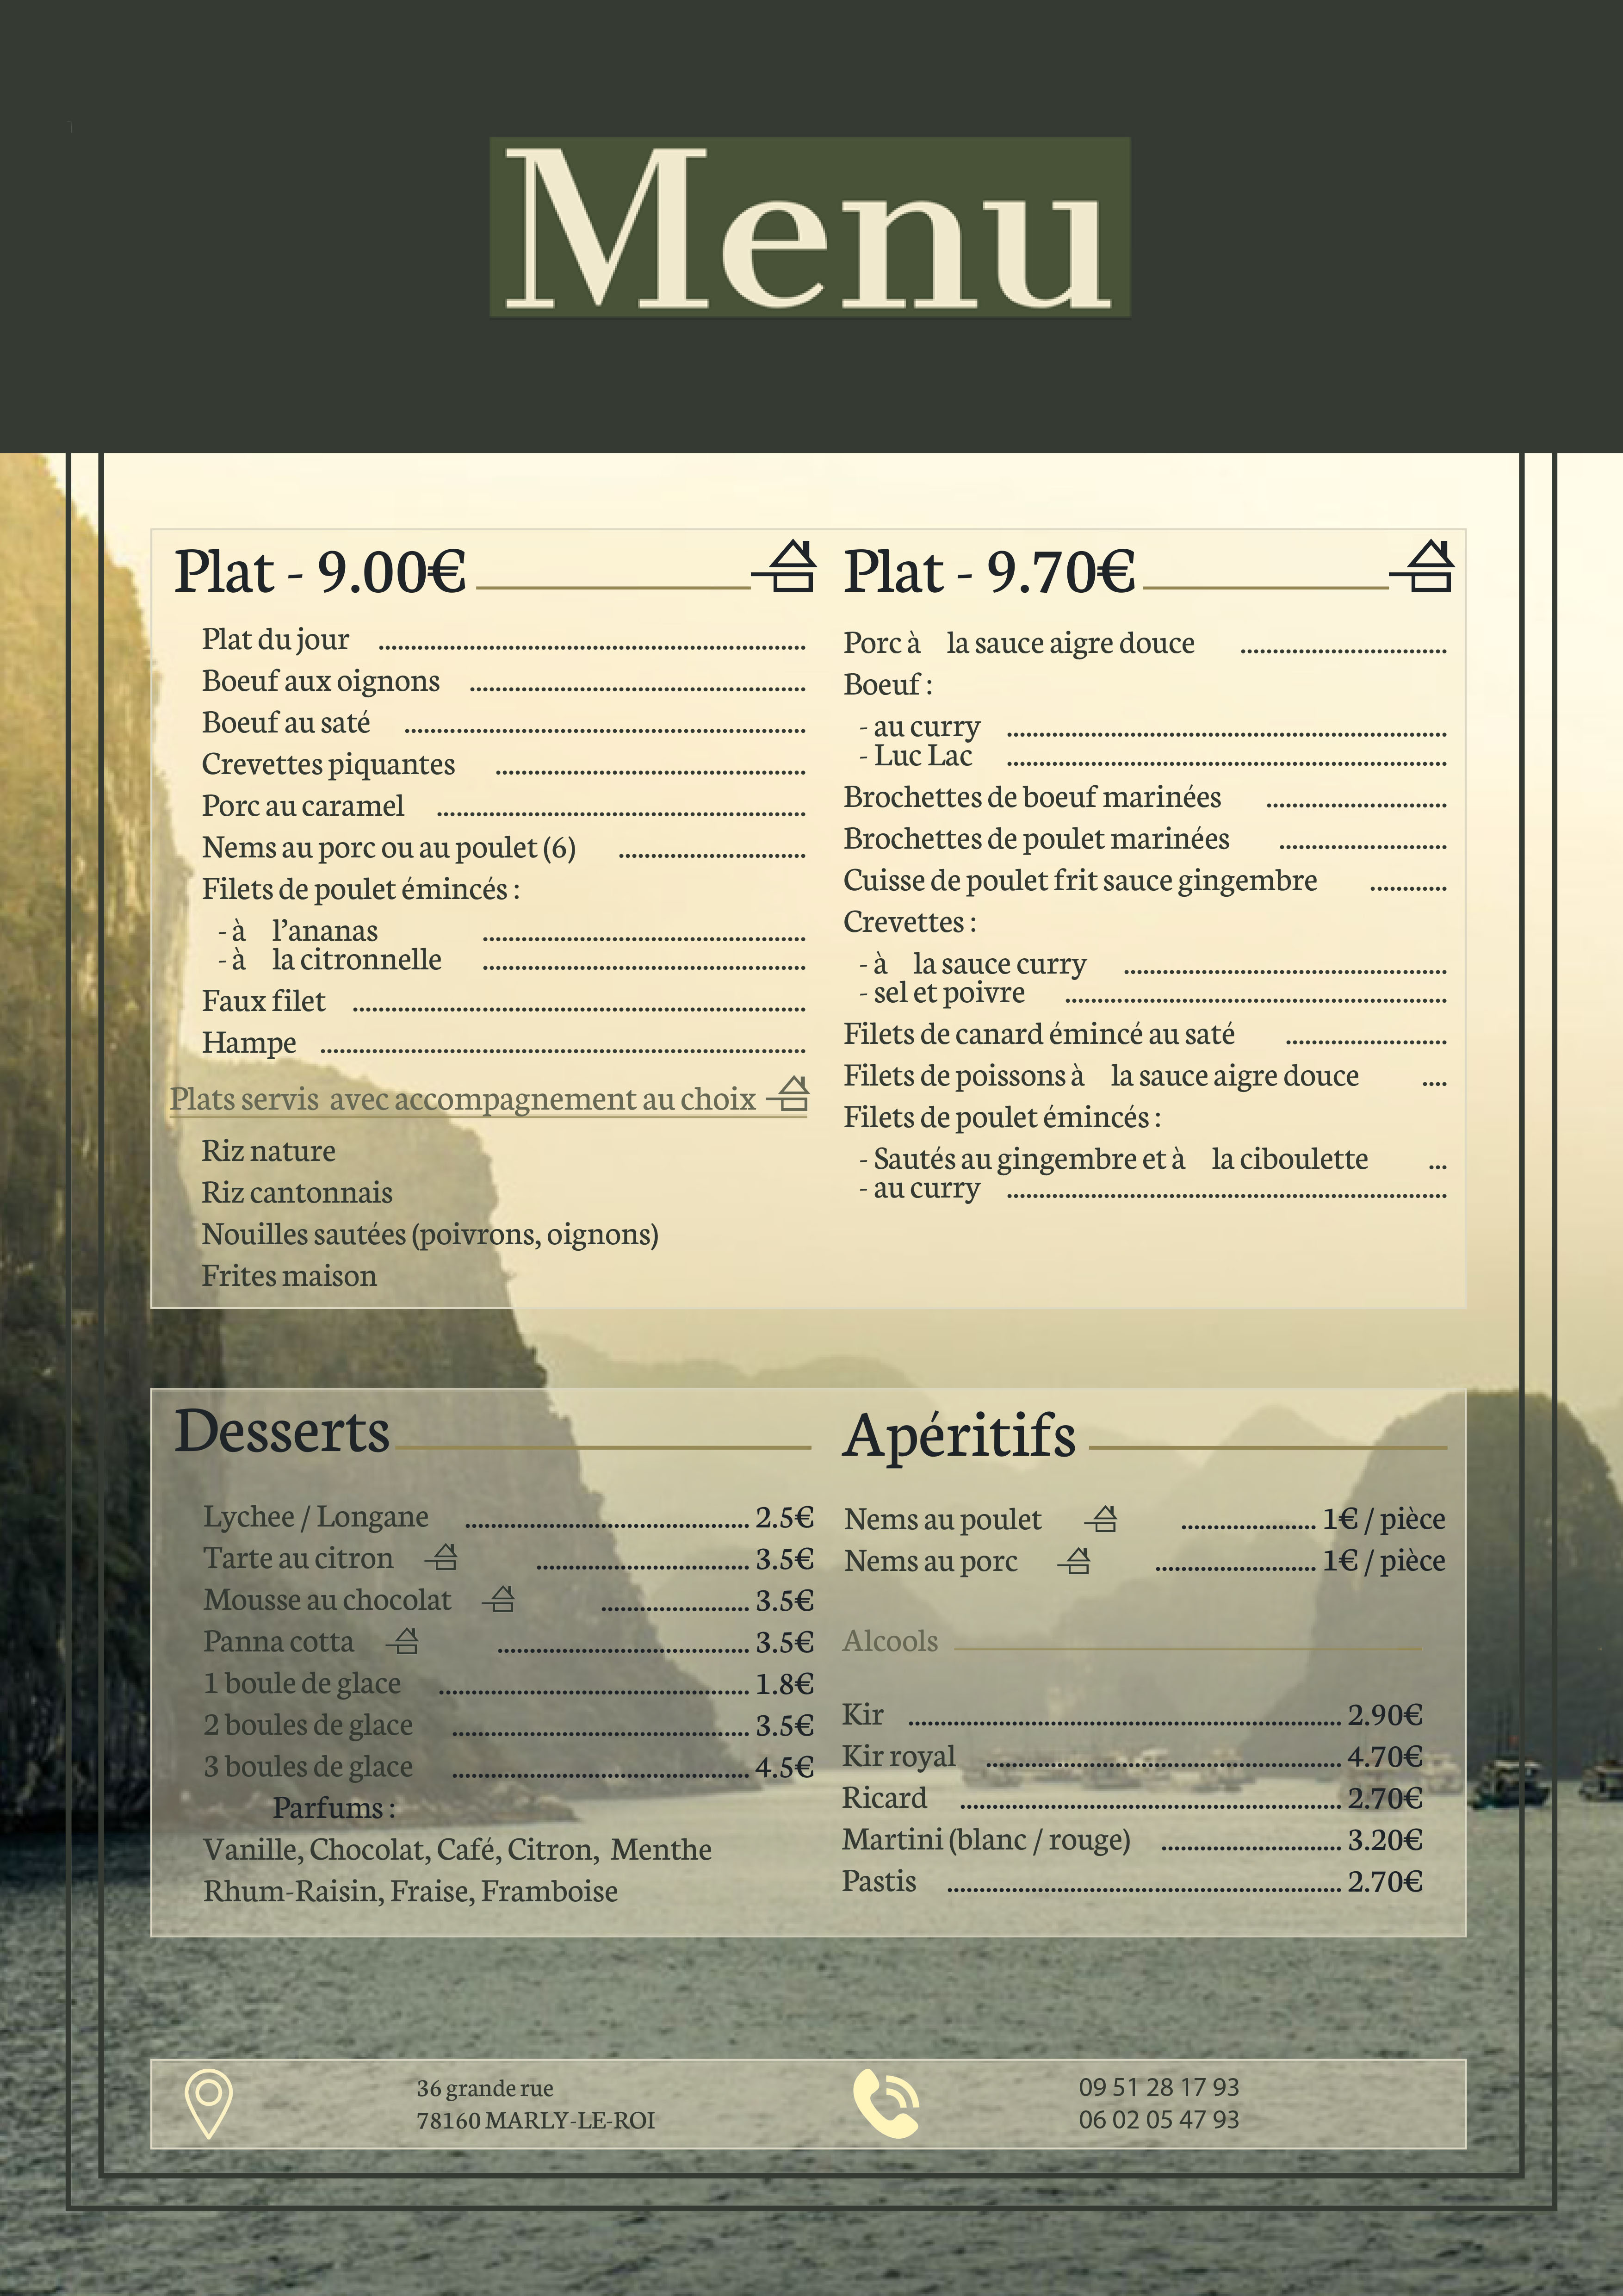 Menu
Plat - 9.00€
Plat du jour
Boeuf aux oignons
Boeuf au saté
Crevettes piquantes
Porc au caramel
Nems au porc ou au poulet (6)
Filets de poulet émincés :
- à l’ananas
- à la citronnelle
Faux filet
Hampe
Plats servis avec accompagnement au choix
Riz nature
Riz cantonnais
Nouilles sautées (poivrons, oignons)
Frites maison
Plat - 9.70€
Porc à la sauce aigre douce
Boeuf :
- au curry
- Luc Lac
Brochettes de boeuf marinées
Brochettes de poulet marinées
Cuisse de poulet frit sauce gingembre
Crevettes :
- à la sauce curry
- sel et poivre
Filets de canard émincé au saté
Filets de poissons à la sauce aigre douce
Filets de poulet émincés :
- Sautés au gingembre et à la ciboulette
- au curry
Desserts
Lychee / Longane 2.5€
Tarte au citron 3.5€
Mousse au chocolat 3.5€
Panna cotta 3.5€
1 boule de glace 1.8€
2 boules de glace 3.5€
3 boules de glace 4.5€
Parfums :
Vanille, Chocolat, Café, Citron, Menthe
Rhum-Raisin, Fraise, Framboise
Apéritifs
Nems au poulet 1€ / pièce
Nems au porc 1€ / pièce
Alcools
Kir 2.90€
Kir royal 4.70€
Ricard 2.70€
Martini (blanc / rouge) 3.20€
Pastis 2.70€
36 grande rue
78160 MARLY-LE-ROI
09 51 28 17 93
06 02 05 47 93